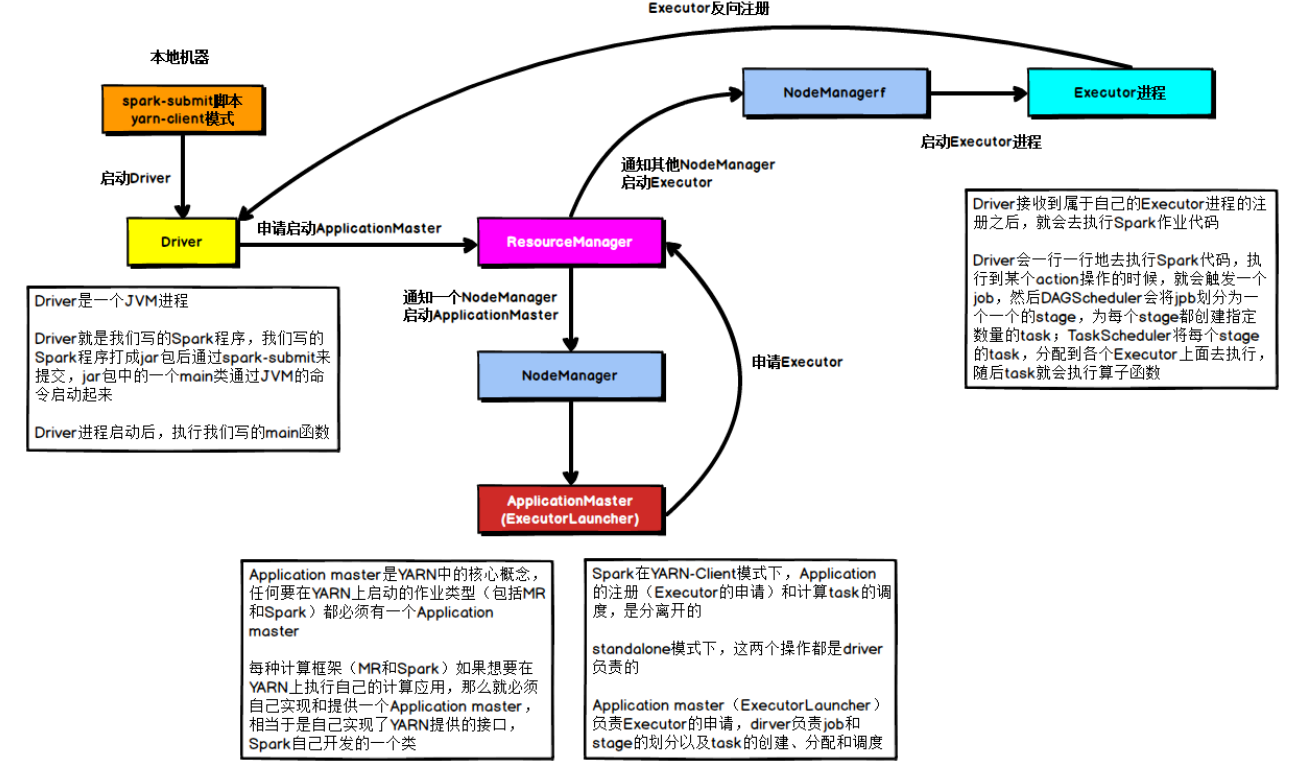 Executor反向注册
本地机器
spark-submit脚本
yarn-client模式
NodeManagerf
Executor进程
启动Executor进程
通知其他NodeManager
启动Executor
启动Driver
Driver
申请启动ApplicationMaster
ResourceManager
Driver接收到属于自己的Executor进程的注
册之后，就会去执行Spark作业代码
Driver会一行一行地去执行Spark代码，执
行到某个action操作的时候，就会触发一个
job，然后DAGScheduler会将jpb划分为一
个一个的stage，为每个stage都创建指定
数量的task；TaskScheduler将每个stage
的task，分配到各个Executor上面去执行，
随后task就会执行算子函数
Driver是一个JVM进程
Driver就是我们写的Spark程序，我们写的
Spark程序打成jar包后通过spark-submit来
提交，jar包中的一个main类通过JVM的命
令启动起来
Driver进程启动后，执行我们写的main函数
通知一个NodeManager
启动ApplicationMaster
NodeManager
申请Executor
ApplicationMaster
(ExecutorLauncher)
Application master是YARN中的核心概念，
任何要在YARN上启动的作业类型（包括MR
和Spark）都必须有一个Application
master
每种计算框架（MR和Spark）如果想要在
YARN上执行自己的计算应用，那么就必须
自己实现和提供一个Application master，
相当于是自己实现了YARN提供的接口，
Spark自己开发的一个类
Spark在YARN-Client模式下，Application
的注册（Executor的申请）和计算task的调
度，是分离开的
standalone模式下，这两个操作都是driver
负责的
Application master（ExecutorLauncher）
负责Executor的申请，dirver负责job和
stage的划分以及task的创建、分配和调度